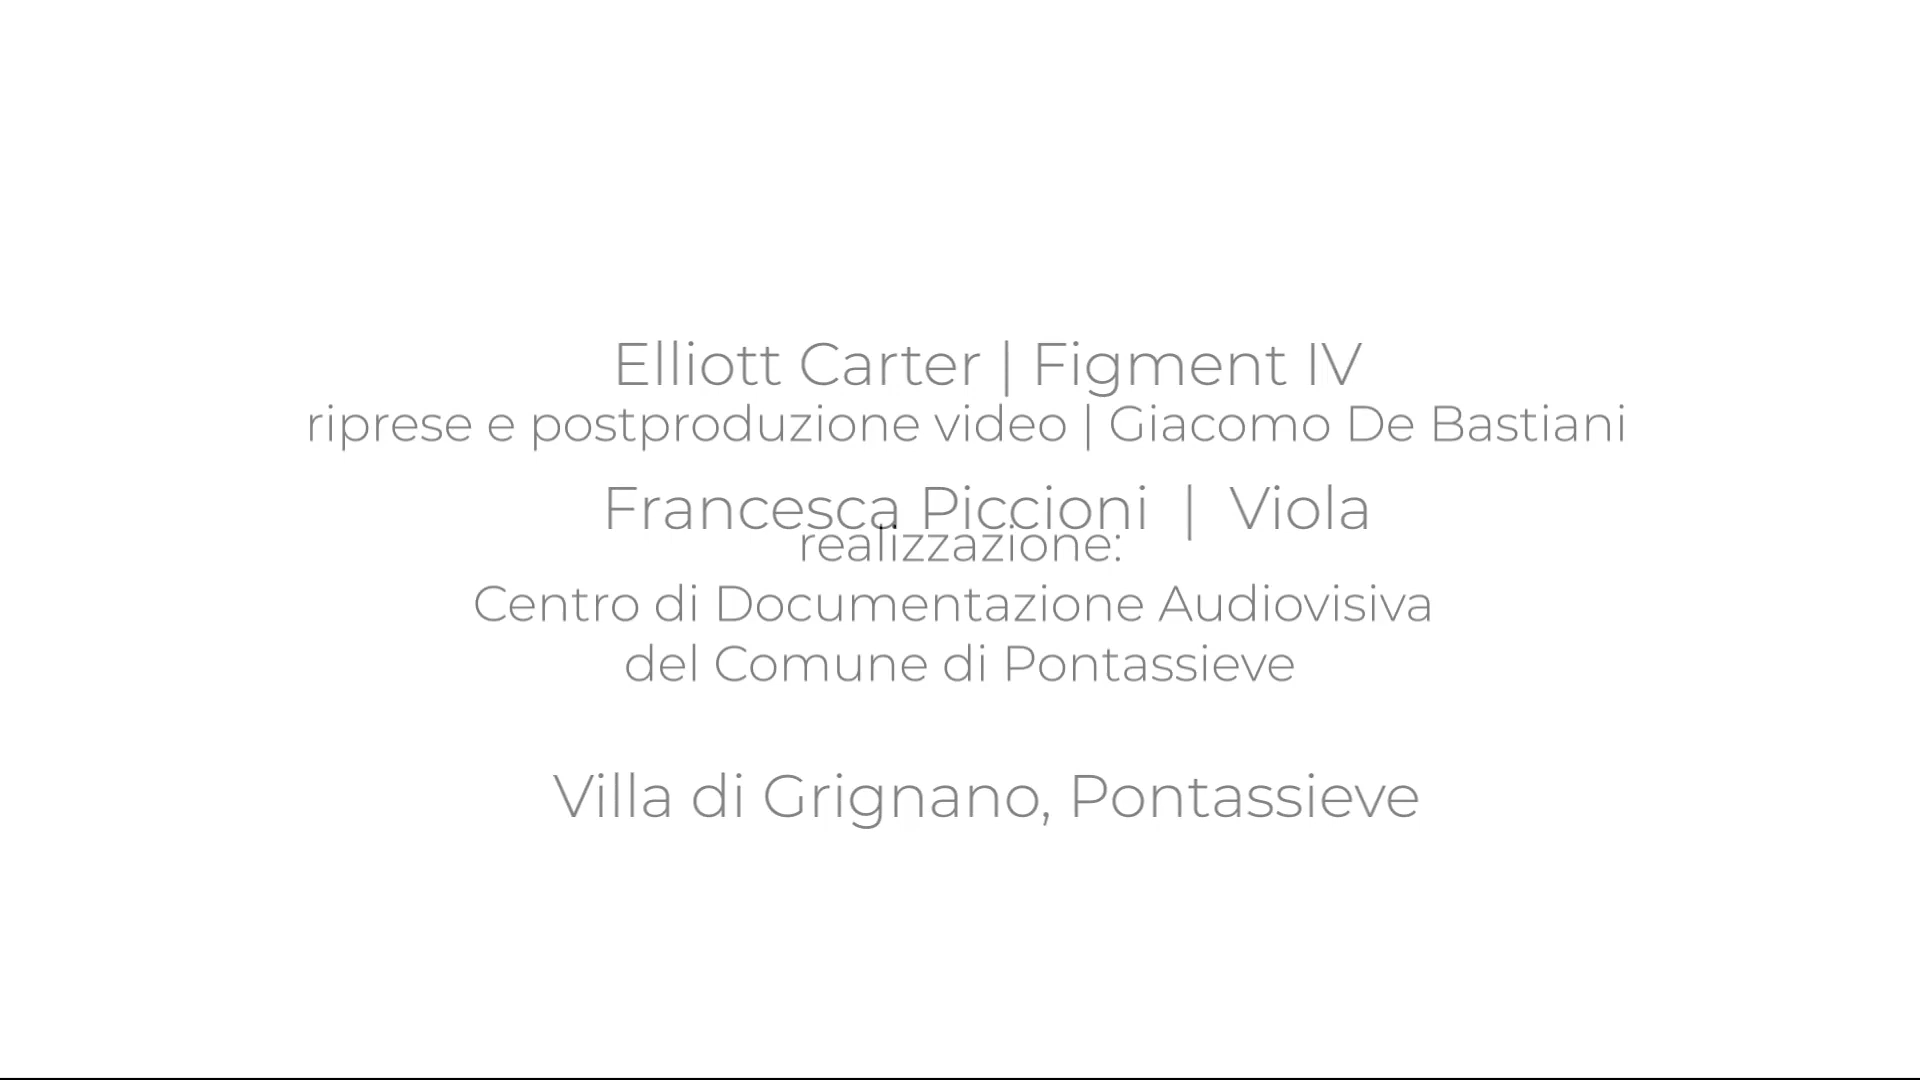 Elliott Carter | Figment IV
riprese e postproduzione video | Giacomo De Bastiani
Francesca Piccioni | Viola
realizzazione:
Centro di Documentazione Audiovisiva
del Comune di Pontassieve
Villa di Grignano, Pontassieve